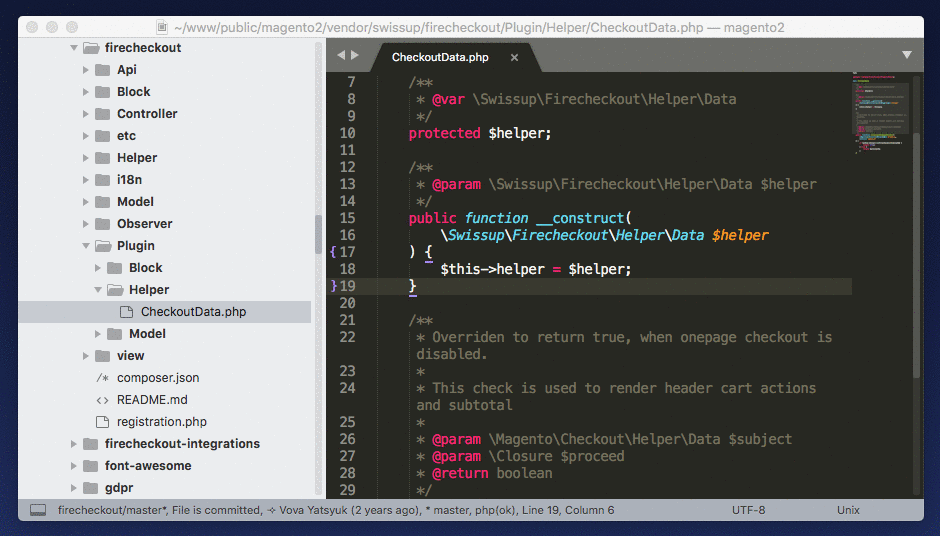 ~/www/public/magento2/vendor/swissup/firecheckout/Plugin/Helper/CheckoutData.php — magento2
firecheckout
Api
Block
Controller
etc
Helper
i18n
Model
Observer
Plugin
Block
Helper
CheckoutData.php
Model
view
/* composer.json
<> README.md
registration.php
firecheckout-integrations
font-awesome
gdpr
CheckoutData.php ×
7 /**
8 * @var \Swissup\Firecheckout\Helper\Data
9 */
10 protected $helper;
11
12 /**
13 * @param \Swissup\Firecheckout\Helper\Data $helper
14 */
15 public function __construct(
16 \Swissup\Firecheckout\Helper\Data $helper
{ 17 ) {
18 $this->helper = $helper;
} 19 }
20
21 /**
22 * Overriden to return true, when onepage checkout is
disabled.
23 *
24 * This check is used to render header cart actions
and subtotal
25 *
26 * @param \Magento\Checkout\Helper\Data $subject
27 * @param \Closure $proceed
28 * @return boolean
29 */
firecheckout/master*, File is committed, ⟢ Vova Yatsyuk (2 years ago), * master, php(ok), Line 19, Column 6
UTF-8
Unix